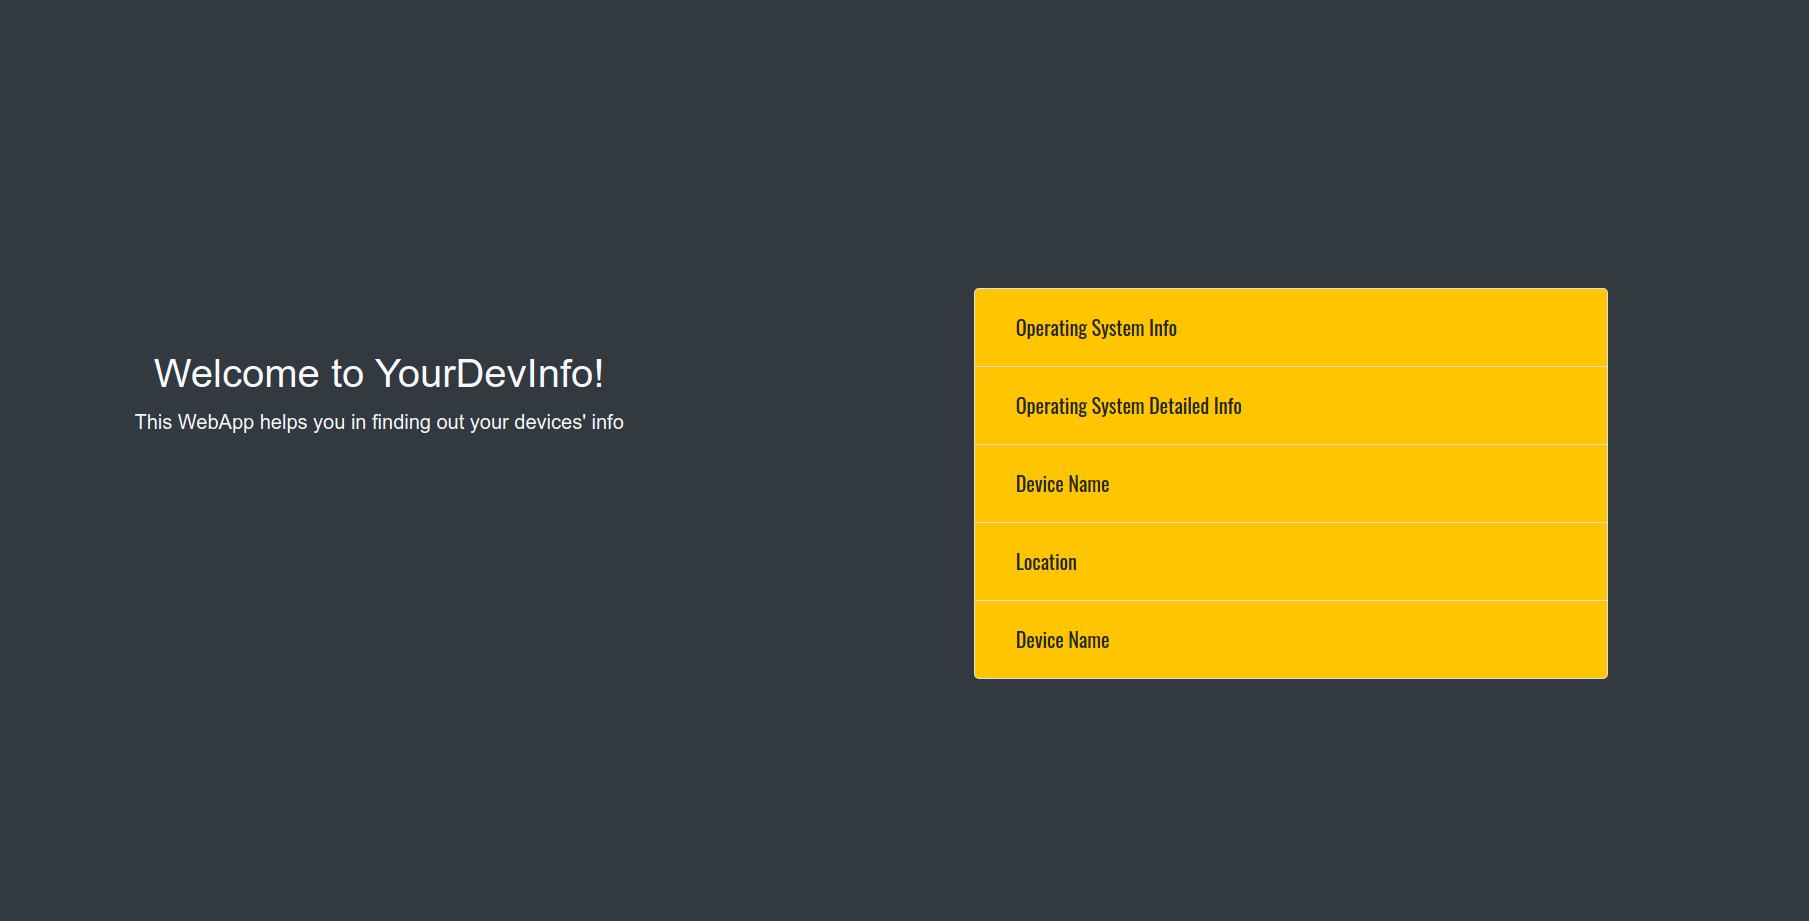 Welcome to YourDevInfo!
This WebApp helps you in finding out your devices' info
Operating System Info
Operating System Detailed Info
Device Name
Location
Device Name